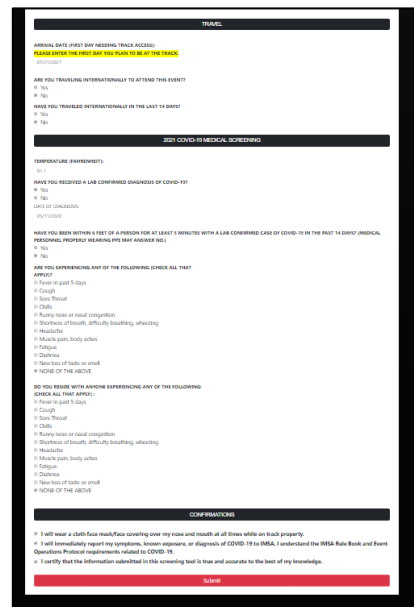 TRAVEL
ARRIVAL DATE (FIRST DAY NEEDING TRACK ACCESS):
PLEASE ENTER THE FIRST DAY YOU PLAN TO BE AT THE TRACK:
ARE YOU TRAVELING INTERNATIONALLY TO ATTEND THIS EVENT?
Yes
No
HAVE YOU TRAVELED INTERNATIONALLY IN THE LAST 14 DAYS?
Yes
No
2021 COVID-19 MEDICAL SCREENING
TEMPERATURE (FAHRENHEIT):
HAVE YOU RECEIVED A LAB CONFIRMED DIAGNOSIS OF COVID-19?
Yes
No
DATE OF DIAGNOSIS:
05/11/2020
HAVE YOU BEEN WITHIN 6 FEET OF A PERSON FOR AT LEAST 5 MINUTES WITH A LAB CONFIRMED CASE OF COVID-19 IN THE PAST 14 DAYS? (MEDICAL
PERSONNEL PROPERLY WEARING PPE MAY ANSWER NO.)
Yes
No
ARE YOU EXPERIENCING ANY OF THE FOLLOWING (CHECK ALL THAT
APPLY)?
Fever in past 5 days
Cough
Sore Throat
Chills
Runny nose or nasal congestion
Shortness of breath, difficulty breathing, wheezing
Headache
Muscle pain, body aches
Fatigue
Diahrrea
New loss of taste or smell
NONE OF THE ABOVE
DO YOU RESIDE WITH ANYONE EXPERIENCING ANY OF THE FOLLOWING:
(CHECK ALL THAT APPLY) :
Fever in past 5 days
Cough
Sore Throat
Chills
Runny nose or nasal congestion
Shortness of breath, difficulty breathing, wheezing
Headache
Muscle pain, body aches
Fatigue
Diahrrea
New loss of taste or smell
NONE OF THE ABOVE
CONFIRMATIONS
I will wear a cloth face mask/face covering over my nose and mouth at all times while on track property.
I will immediately report my symptoms, known exposure, or diagnosis of COVID-19 to IMSA. I understand the IMSA Rule Book and Event
Operations Protocol requirements related to COVID-19.
I certify that the information submitted in this screening tool is true and accurate to the best of my knowledge.
Submit